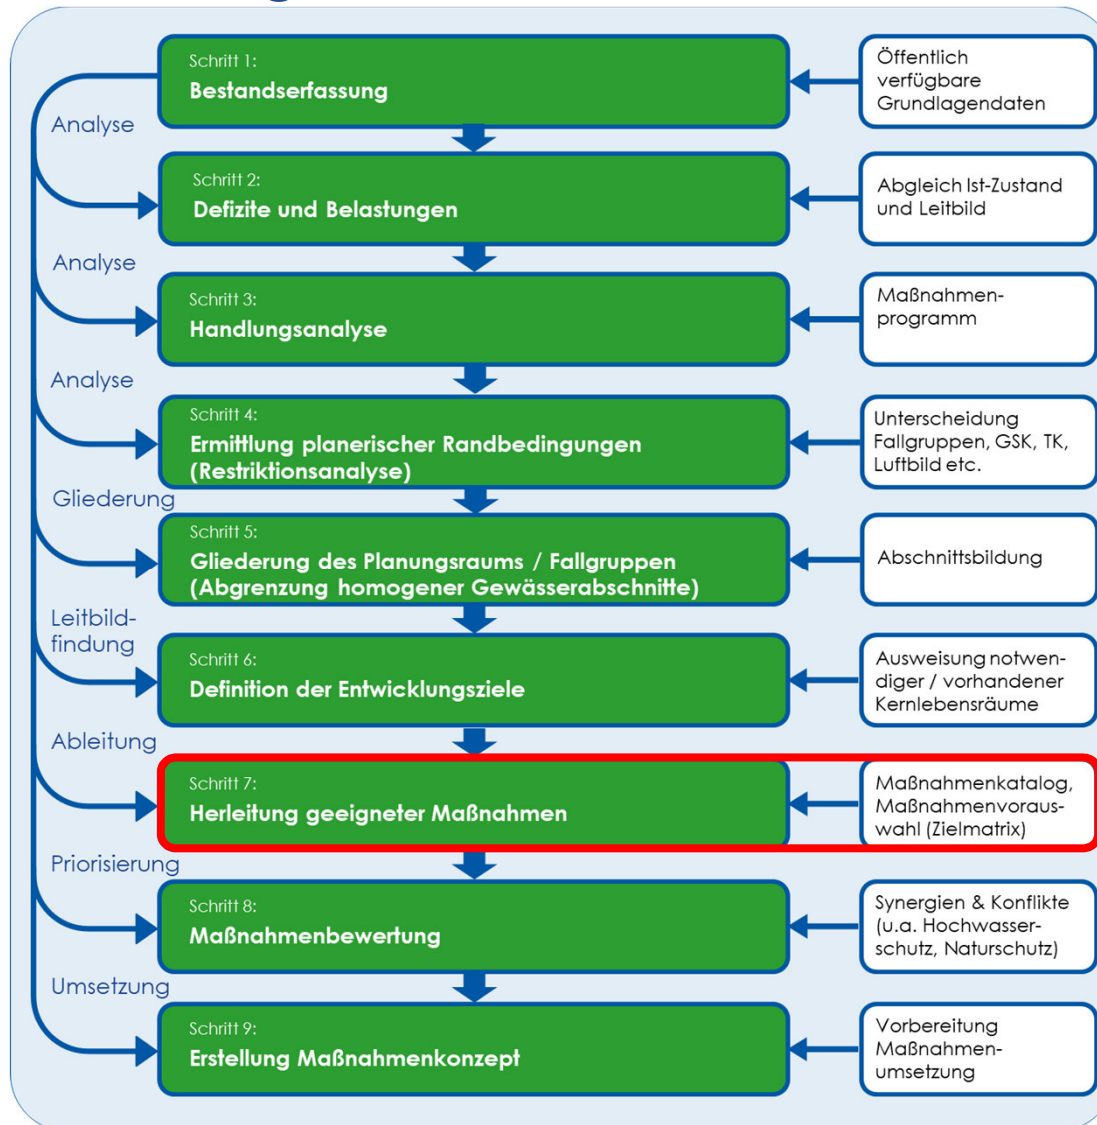 Schritt 1:
Bestandserfassung
Öffentlich
verfügbare
Grundlagendaten
Analyse
Schritt 2:
Defizite und Belastungen
Abgleich Ist-Zustand
und Leitbild
Analyse
Schritt 3:
Handlungsanalyse
Maßnahmen-
programm
Analyse
Schritt 4:
Ermittlung planerischer Randbedingungen
(Restriktionsanalyse)
Unterscheidung
Fallgruppen, GSK, TK,
Luftbild etc.
Gliederung
Schritt 5:
Gliederung des Planungsraums / Fallgruppen
(Abgrenzung homogener Gewässerabschnitte)
Abschnittsbildung
Leitbild-
findung
Schritt 6:
Definition der Entwicklungsziele
Ausweisung notwen-
diger / vorhandener
Kernlebensräume
Ableitung
Schritt 7:
Herleitung geeigneter Maßnahmen
Maßnahmenkatalog,
Maßnahmenvoraus-
wahl (Zielmatrix)
Priorisierung
Schritt 8:
Maßnahmenbewertung
Synergien & Konflikte
(u.a. Hochwasser-
schutz, Naturschutz)
Umsetzung
Schritt 9:
Erstellung Maßnahmenkonzept
Vorbereitung
Maßnahmen-
umsetzung